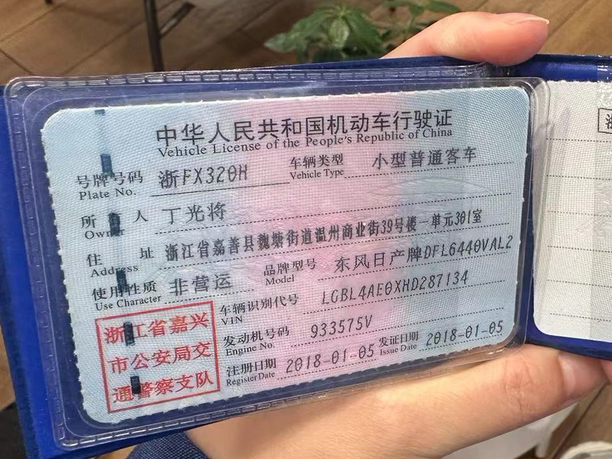 中华人民共和国机动车行驶证
Vehicle License of the People's Republic of China
号牌号码 浙FX320H 车辆类型 小型普通客车
Plate No. Vehicle Type
所有人 丁光将
Owner
住址 浙江省嘉善县魏塘街道温州商业街39号楼一单元301室
Address
使用性质 非营运 品牌型号 东风日产牌DFL6440VAL2
Use Character Model
浙江省嘉兴
市公安局交
通警察支队
车辆识别代号 LGBL4AE0XHD287134
VIN
发动机号码 933575V
Engine No.
注册日期 2018-01-05 发证日期 2018-01-05
Register Date Issue Date